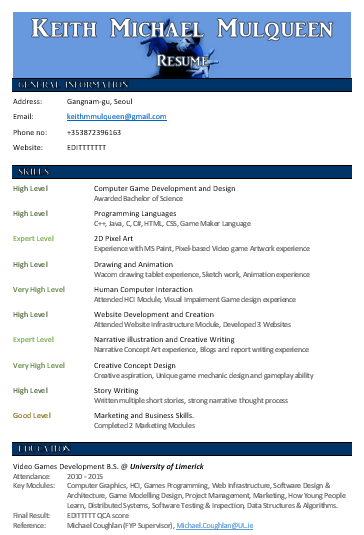 Keith Michael Mulqueen
Resume
General Information
Address: Gangnam-gu, Seoul
Email: keithmmulqueen@gmail.com
Phone no: +353872396163
Website: EDITTTTTTT
Skills
High Level Computer Game Development and Design
Awarded Bachelor of Science
High Level Programming Languages
C++, Java, C, C#, HTML, CSS, Game Maker Language
Expert Level 2D Pixel Art
Experience with MS Paint, Pixel-based Video game Artwork experience
High Level Drawing and Animation
Wacom drawing tablet experience, Sketch work, Animation experience
Very High Level Human Computer Interaction
Attended HCI Module, Visual Impairment Game design experience
High Level Website Development and Creation
Attended Website Infrastructure Module, Developed 3 Websites
Expert Level Narrative illustration and Creative Writing
Narrative Concept Art experience, Blogs and report writing experience
Very High Level Creative Concept Design
Creative aspiration, Unique game mechanic design and gameplay ability
High Level Story Writing
Written multiple short stories, strong narrative thought process
Good Level Marketing and Business Skills.
Completed 2 Marketing Modules
Education
Video Games Development B.S. @ University of Limerick
Attendance: 2010 - 2015
Key Modules: Computer Graphics, HCI, Games Programming, Web Infrastructure, Software Design &
Architecture, Game Modelling Design, Project Management, Marketing, How Young People
Learn, Distributed Systems, Software Testing & Inspection, Data Structures & Algorithms.
Final Result: EDITTTTT QCA score
Reference: Michael Coughlan (FYP Supervisor), Michael.Coughlan@UL.ie